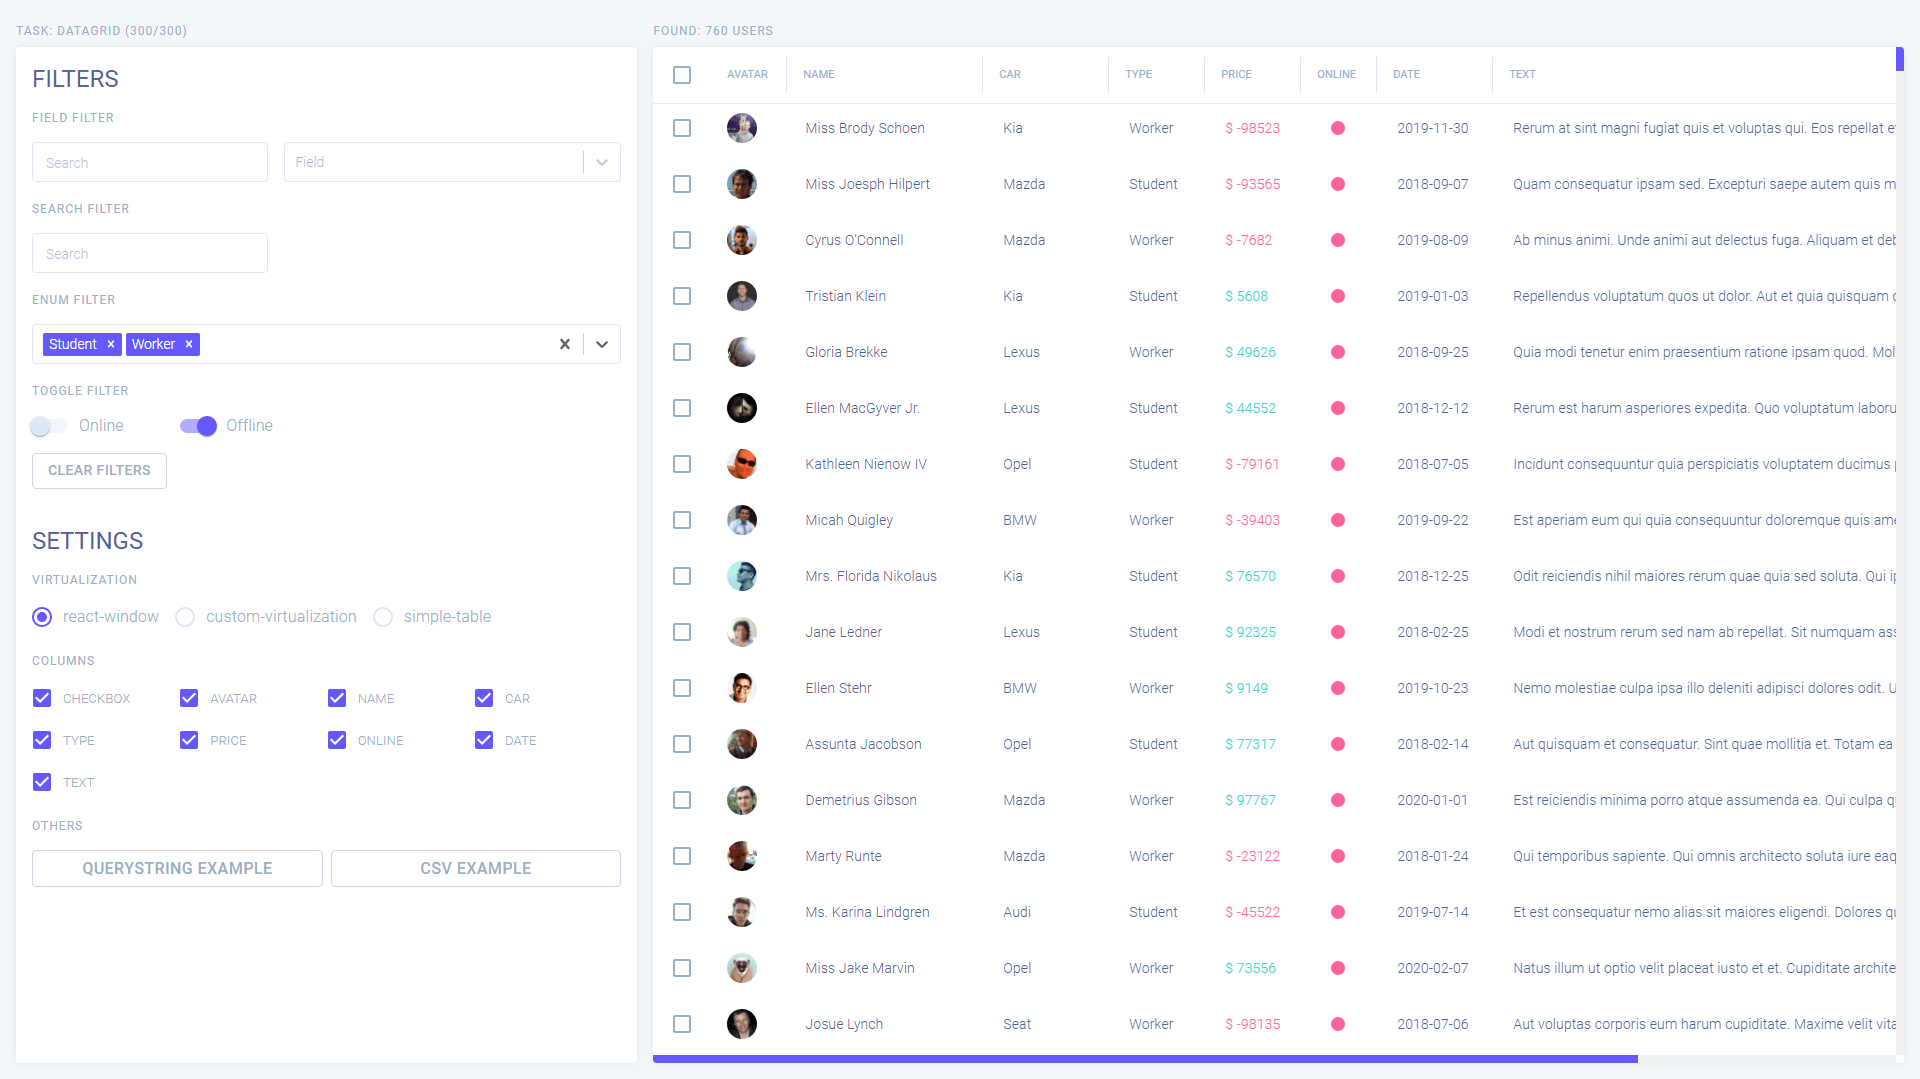 TASK: DATAGRID (300/300)
FILTERS
FIELD FILTER
Search
Field
SEARCH FILTER
Search
ENUM FILTER
Student × Worker ×
TOGGLE FILTER
Online Offline
CLEAR FILTERS
SETTINGS
VIRTUALIZATION
react-window custom-virtualization simple-table
COLUMNS
CHECKBOX AVATAR NAME CAR
TYPE PRICE ONLINE DATE
TEXT
OTHERS
QUERYSTRING EXAMPLE CSV EXAMPLE
FOUND: 760 USERS
AVATAR NAME CAR TYPE PRICE ONLINE DATE TEXT
Miss Brody Schoen Kia Worker $ -98523 2019-11-30 Rerum at sint magni fugiat quis et voluptas qui. Eos repellat
Miss Joesph Hilpert Mazda Student $ -93565 2018-09-07 Quam consequatur ipsam sed. Excepturi saepe autem quis
Cyrus O'Connell Mazda Worker $ -7682 2019-08-09 Ab minus animi. Unde animi aut delectus fuga. Aliquam et
Tristian Klein Kia Student $ 5608 2019-01-03 Repellendus voluptatum quos ut dolor. Aut et quia quisquam
Gloria Brekke Lexus Worker $ 49626 2018-09-25 Quia modi tenetur enim praesentium ratione ipsam quod.
Ellen MacGyver Jr. Lexus Student $ 44552 2018-12-12 Rerum est harum asperiores expedita. Quo voluptatum
Kathleen Nienow IV Opel Student $ -79161 2018-07-05 Incidunt consequuntur quia perspiciatis voluptatem ducimus
Micah Quigley BMW Worker $ -39403 2019-09-22 Est aperiam eum qui quia consequuntur doloremque quis
Mrs. Florida Nikolaus Kia Student $ 76570 2018-12-25 Odit reiciendis nihil maiores rerum quae quia sed soluta. Qui
Jane Ledner Lexus Student $ 92325 2018-02-25 Modi et nostrum rerum sed nam ab repellat. Sit numquam
Ellen Stehr BMW Worker $ 9149 2019-10-23 Nemo molestiae culpa ipsa illo deleniti adipisci dolores odit.
Assunta Jacobson Opel Student $ 77317 2018-02-14 Aut quisquam et consequatur. Sint quae mollitia et. Totam ea
Demetrius Gibson Mazda Worker $ 97767 2020-01-01 Est reiciendis minima porro atque assumenda ea. Qui culpa
Marty Runte Mazda Worker $ -23122 2018-01-24 Qui temporibus sapiente. Qui omnis architecto soluta iure
Ms. Karina Lindgren Audi Student $ -45522 2019-07-14 Et est consequatur nemo alias sit maiores eligendi. Dolores
Miss Jake Marvin Opel Worker $ 73556 2020-02-07 Natus illum ut optio velit placeat iusto et et. Cupiditate
Josue Lynch Seat Worker $ -98135 2018-07-06 Aut voluptas corporis eum harum cupiditate. Maxime velit